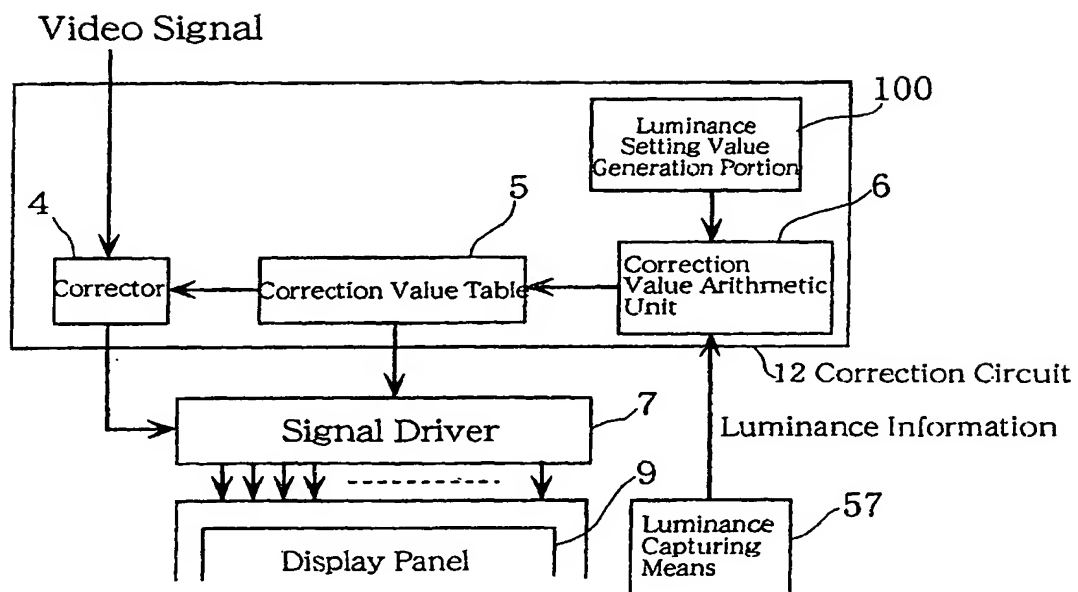 Video Signal
100
Luminance
Setting Value
Generation Portion
4
5
6
Corrector
Correction Value Table
Correction
Value Arithmetic
Unit
12 Correction Circuit
7
Signal Driver
Luminance Information
9
57
Display Panel
Luminance
Capturing
Means